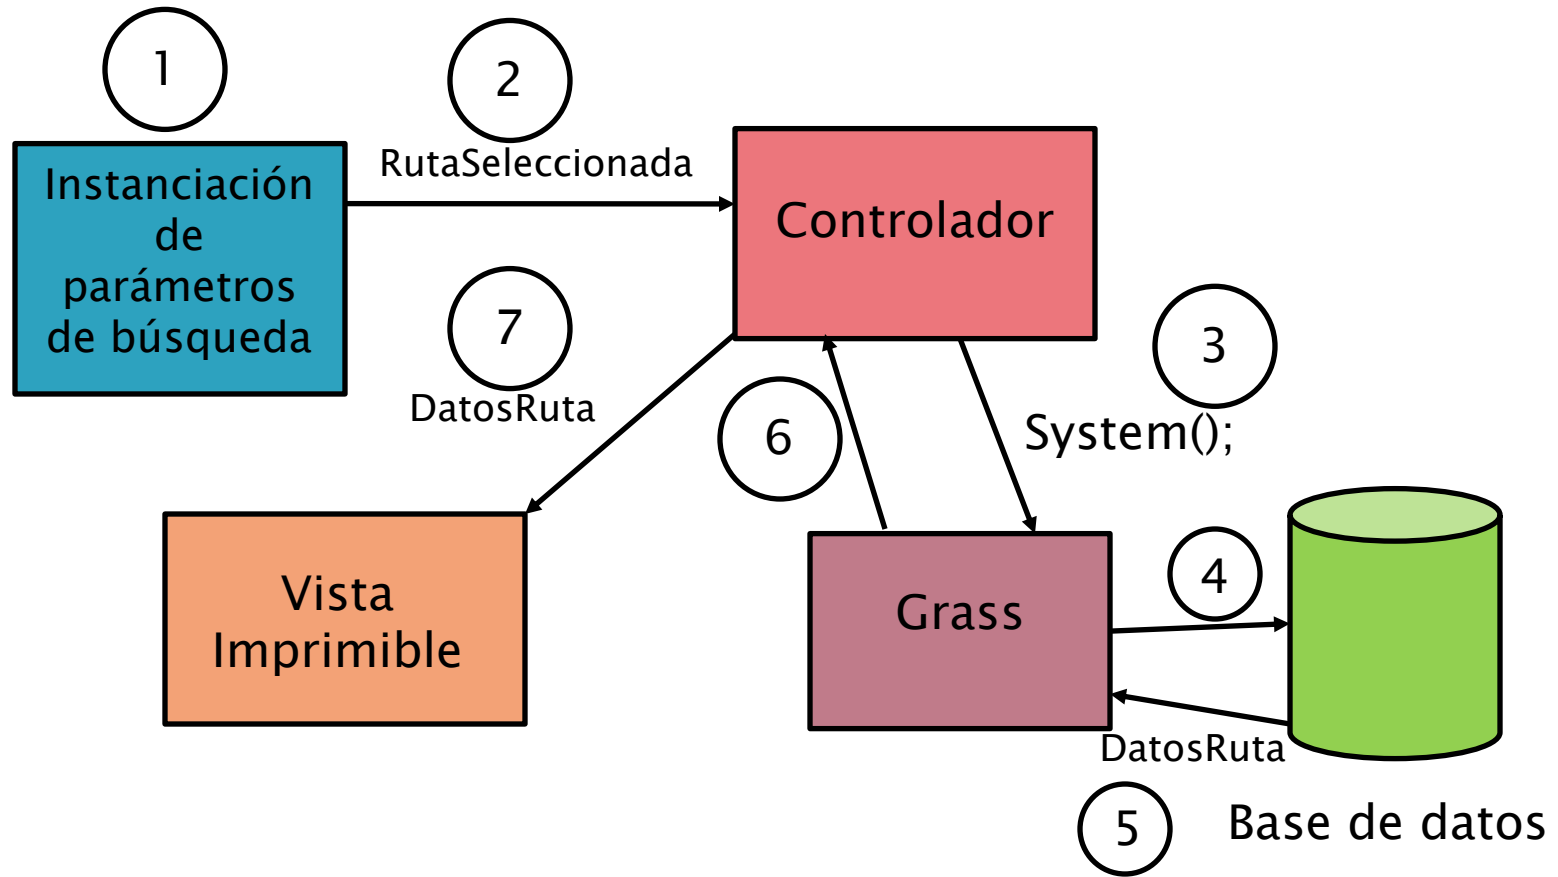 1
2
RutaSeleccionada
Instanciación
de
parámetros
de búsqueda
Controlador
7
DatosRuta
3
System();
6
Vista
Imprimible
Grass
4
DatosRuta
5
Base de datos